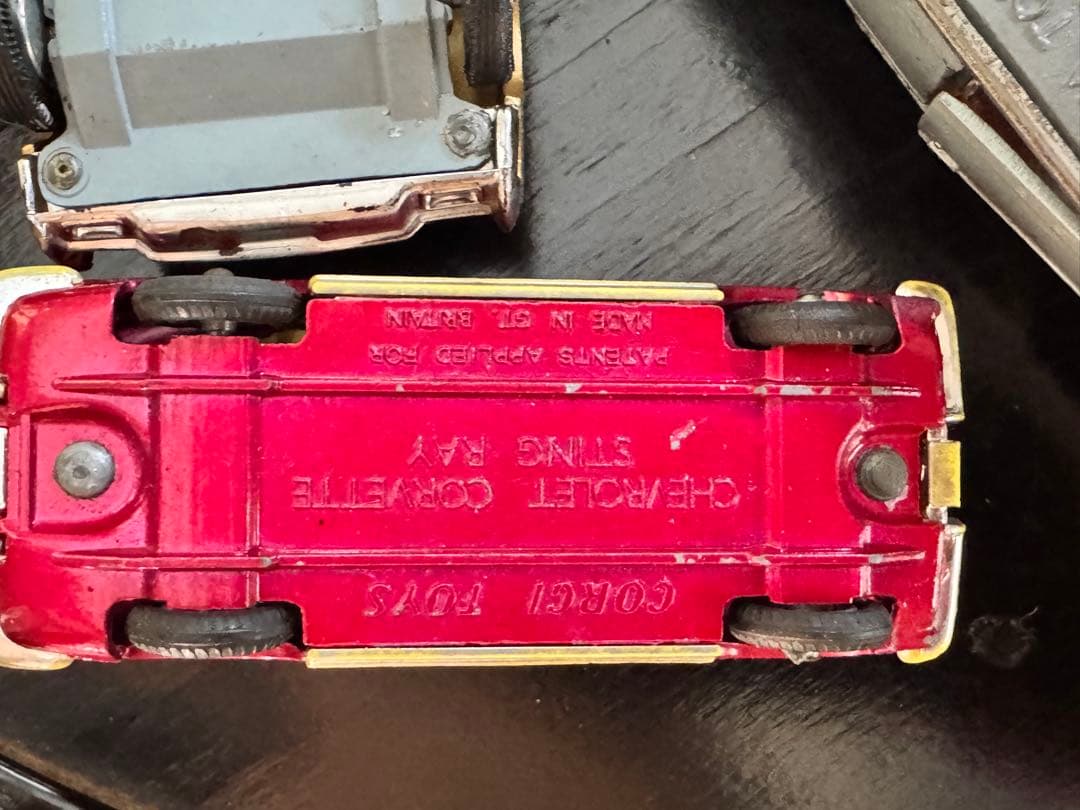 CORGI TOYS
CHEVROLET CORVETTE
STING RAY
PATENTS APPLIED FOR
MADE IN GT. BRITAIN